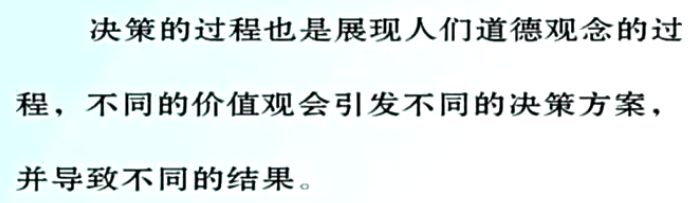 决策的过程也是展现人们道德观念的过
程，不同的价值观会引发不同的决策方案，
并导致不同的结果。